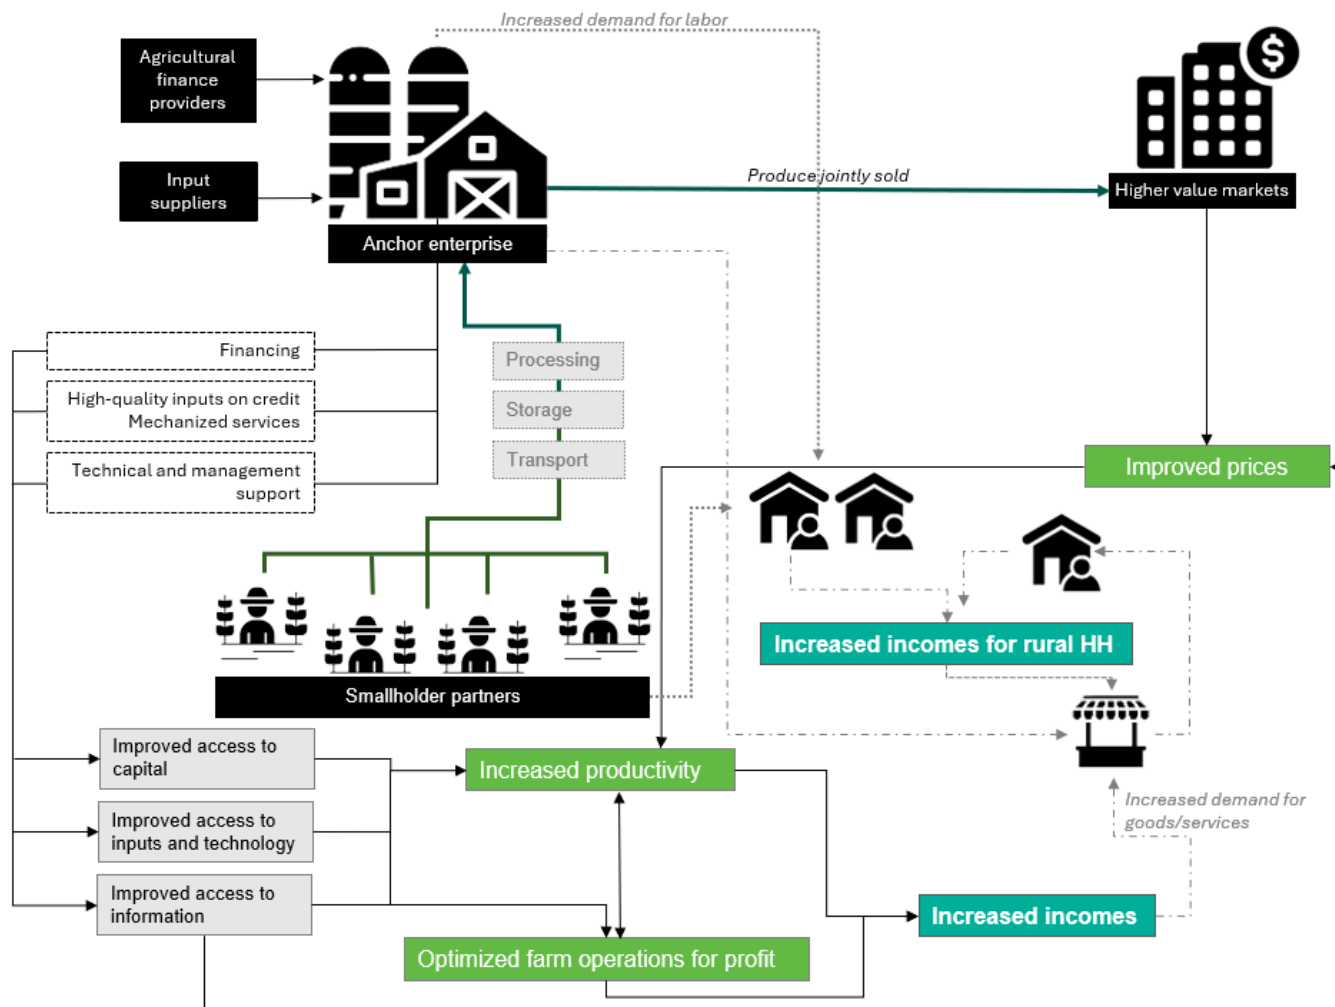 Increased demand for labor
Agricultural
finance
providers
$
Input
suppliers
Produce jointly sold
Higher value markets
Anchor enterprise
Financing
Processing
High-quality inputs on credit
Mechanized services
Storage
Technical and management
support
Transport
Improved prices
Increased incomes for rural HH
Smallholder partners
Improved access to
capital
Increased productivity
Increased demand for
goods/services
Improved access to
inputs and technology
Improved access to
information
Increased incomes
Optimized farm operations for profit